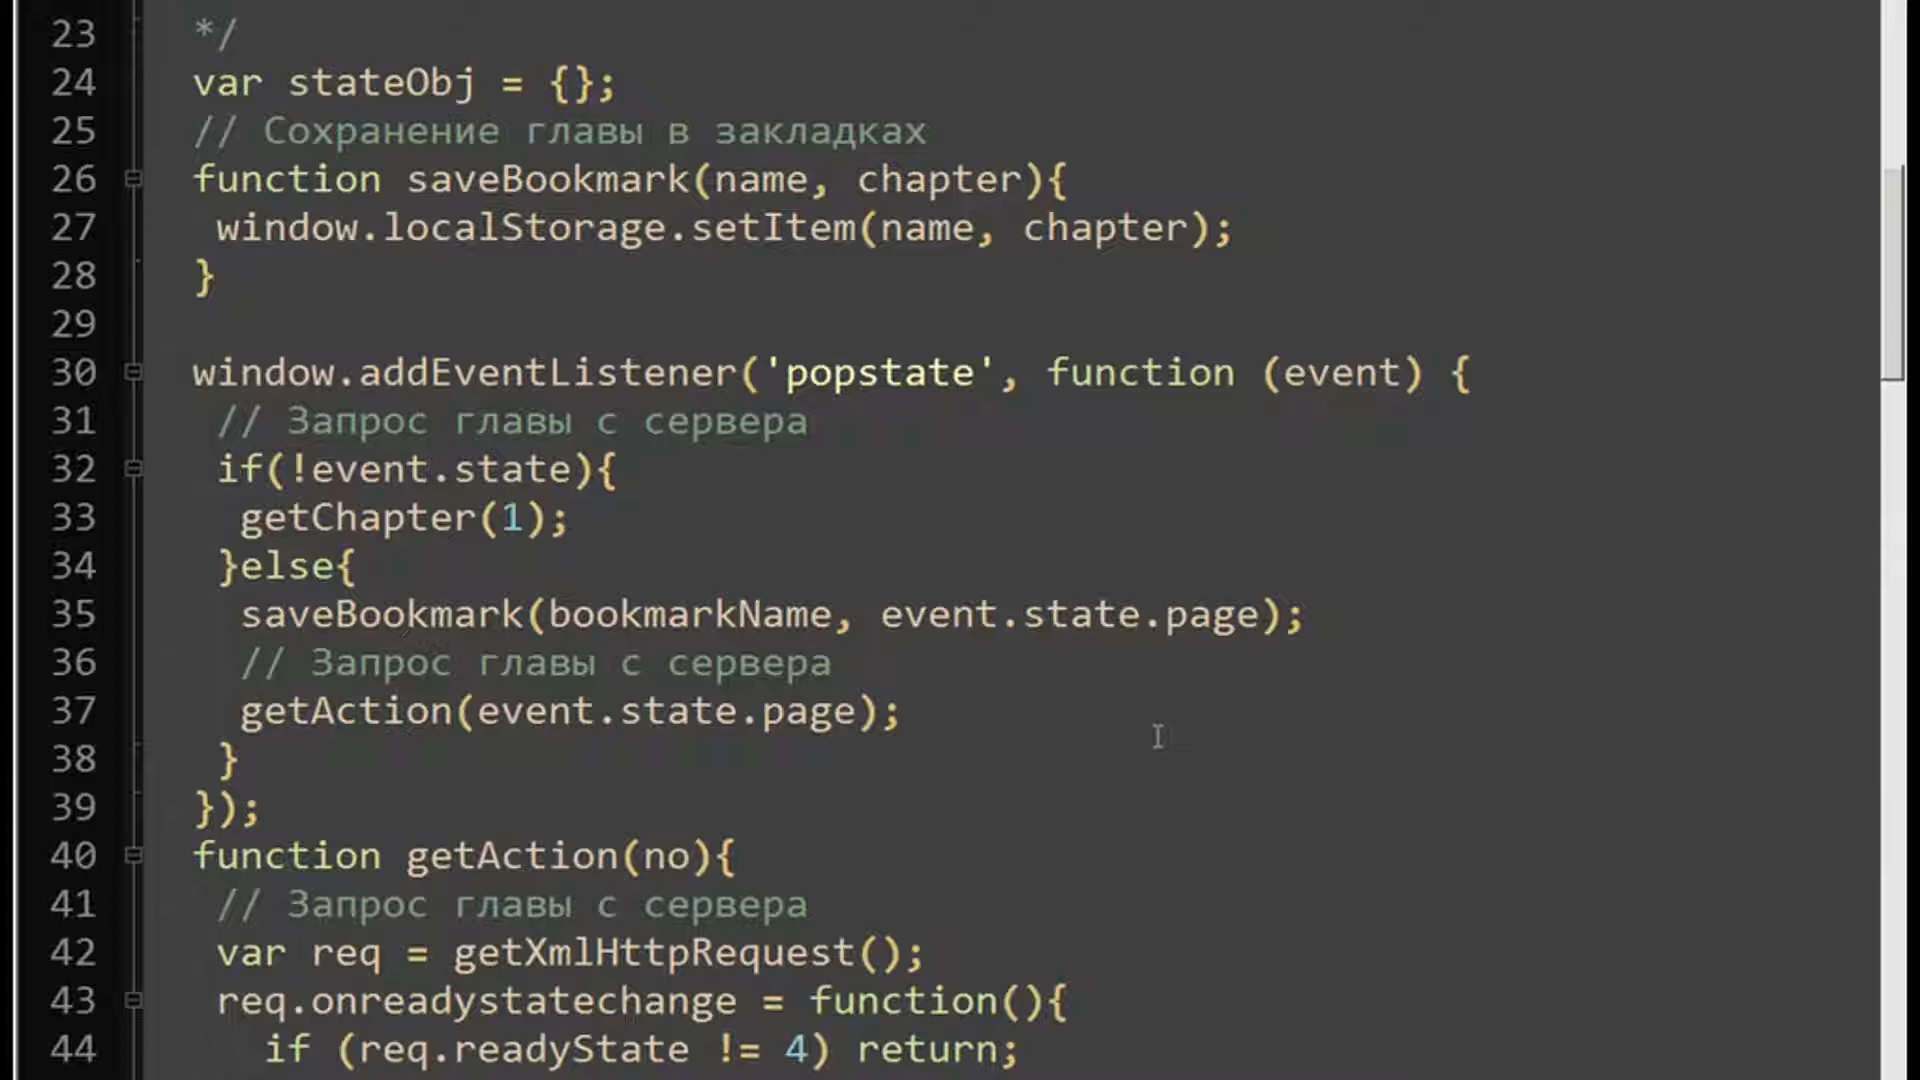 23 */
24 var stateObj = {};
25 // Сохранение главы в закладках
26 function saveBookmark(name, chapter){
27 window.localStorage.setItem(name, chapter);
28 }
29
30 window.addEventListener('popstate', function (event) {
31 // Запрос главы с сервера
32 if(!event.state){
33 getChapter(1);
34 }else{
35 saveBookmark(bookmarkName, event.state.page);
36 // Запрос главы с сервера
37 getAction(event.state.page);
38 }
39 });
40 function getAction(no){
41 // Запрос главы с сервера
42 var req = getXmlHttpRequest();
43 req.onreadystatechange = function(){
44 if (req.readyState != 4) return;